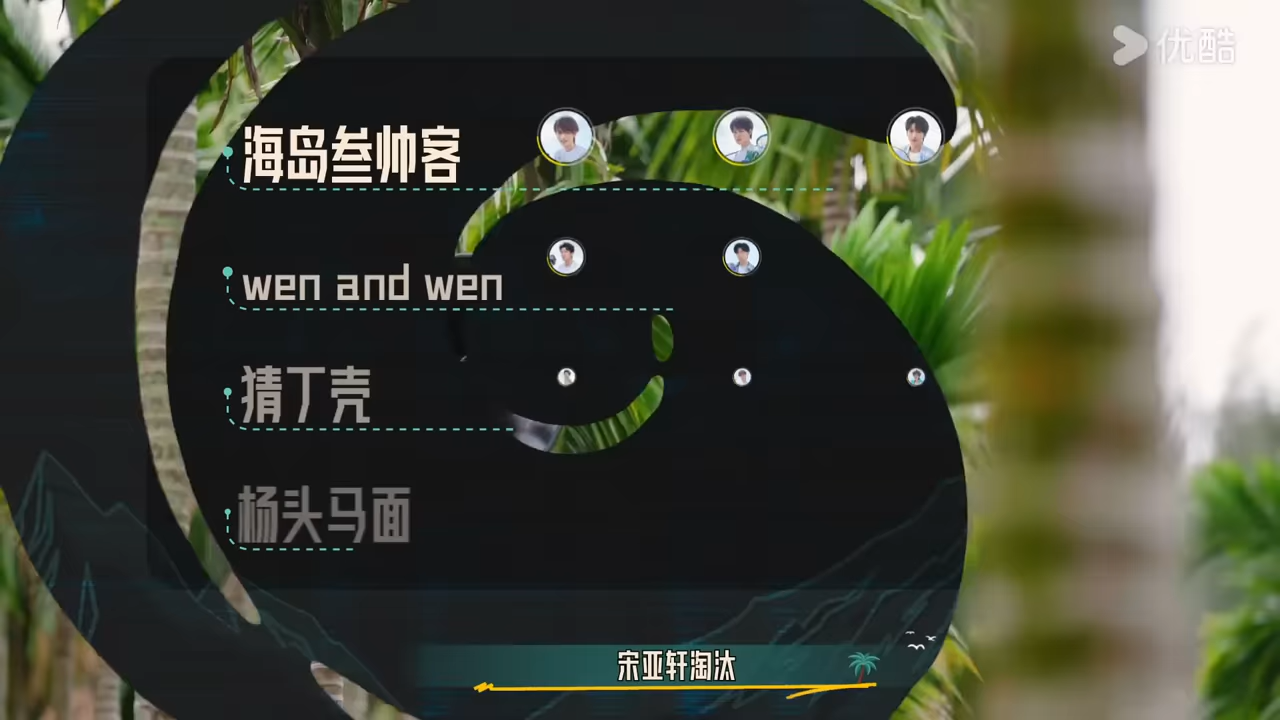 优酷
海岛叁帅客
wen and wen
猜丁壳
杨头马面
宋亚轩淘汰